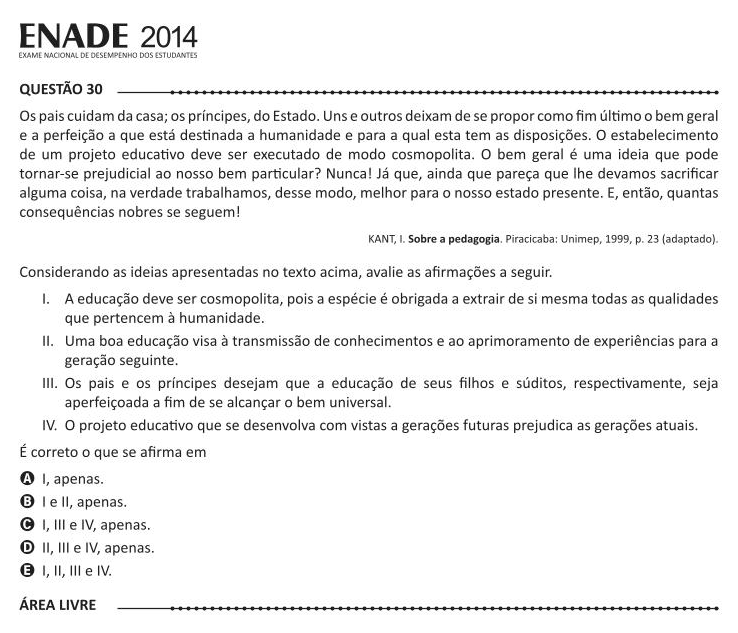 ENADE 2014
EXAME NACIONAL DE DESEMPENHO DOS ESTUDANTES
QUESTÃO 30
Os pais cuidam da casa; os príncipes, do Estado. Uns e outros deixam de se propor como fim último o bem geral
e a perfeição a que está destinada a humanidade e para a qual esta tem as disposições. O estabelecimento
de um projeto educativo deve ser executado de modo cosmopolita. O bem geral é uma ideia que pode
tornar-se prejudicial ao nosso bem particular? Nunca! Já que, ainda que pareça que lhe devamos sacrificar
alguma coisa, na verdade trabalhamos, desse modo, melhor para o nosso estado presente. E, então, quantas
consequências nobres se seguem!
KANT, I. Sobre a pedagogia. Piracicaba: Unimep, 1999, p. 23 (adaptado).
Considerando as ideias apresentadas no texto acima, avalie as afirmações a seguir.
I. A educação deve ser cosmopolita, pois a espécie é obrigada a extrair de si mesma todas as qualidades
que pertencem à humanidade.
II. Uma boa educação visa à transmissão de conhecimentos e ao aprimoramento de experiências para a
geração seguinte.
III. Os pais e os príncipes desejam que a educação de seus filhos e súditos, respectivamente, seja
aperfeiçoada a fim de se alcançar o bem universal.
IV. O projeto educativo que se desenvolva com vistas a gerações futuras prejudica as gerações atuais.
É correto o que se afirma em
A I, apenas.
B I e II, apenas.
C I, III e IV, apenas.
D II, III e IV, apenas.
E I, II, III e IV.
ÁREA LIVRE